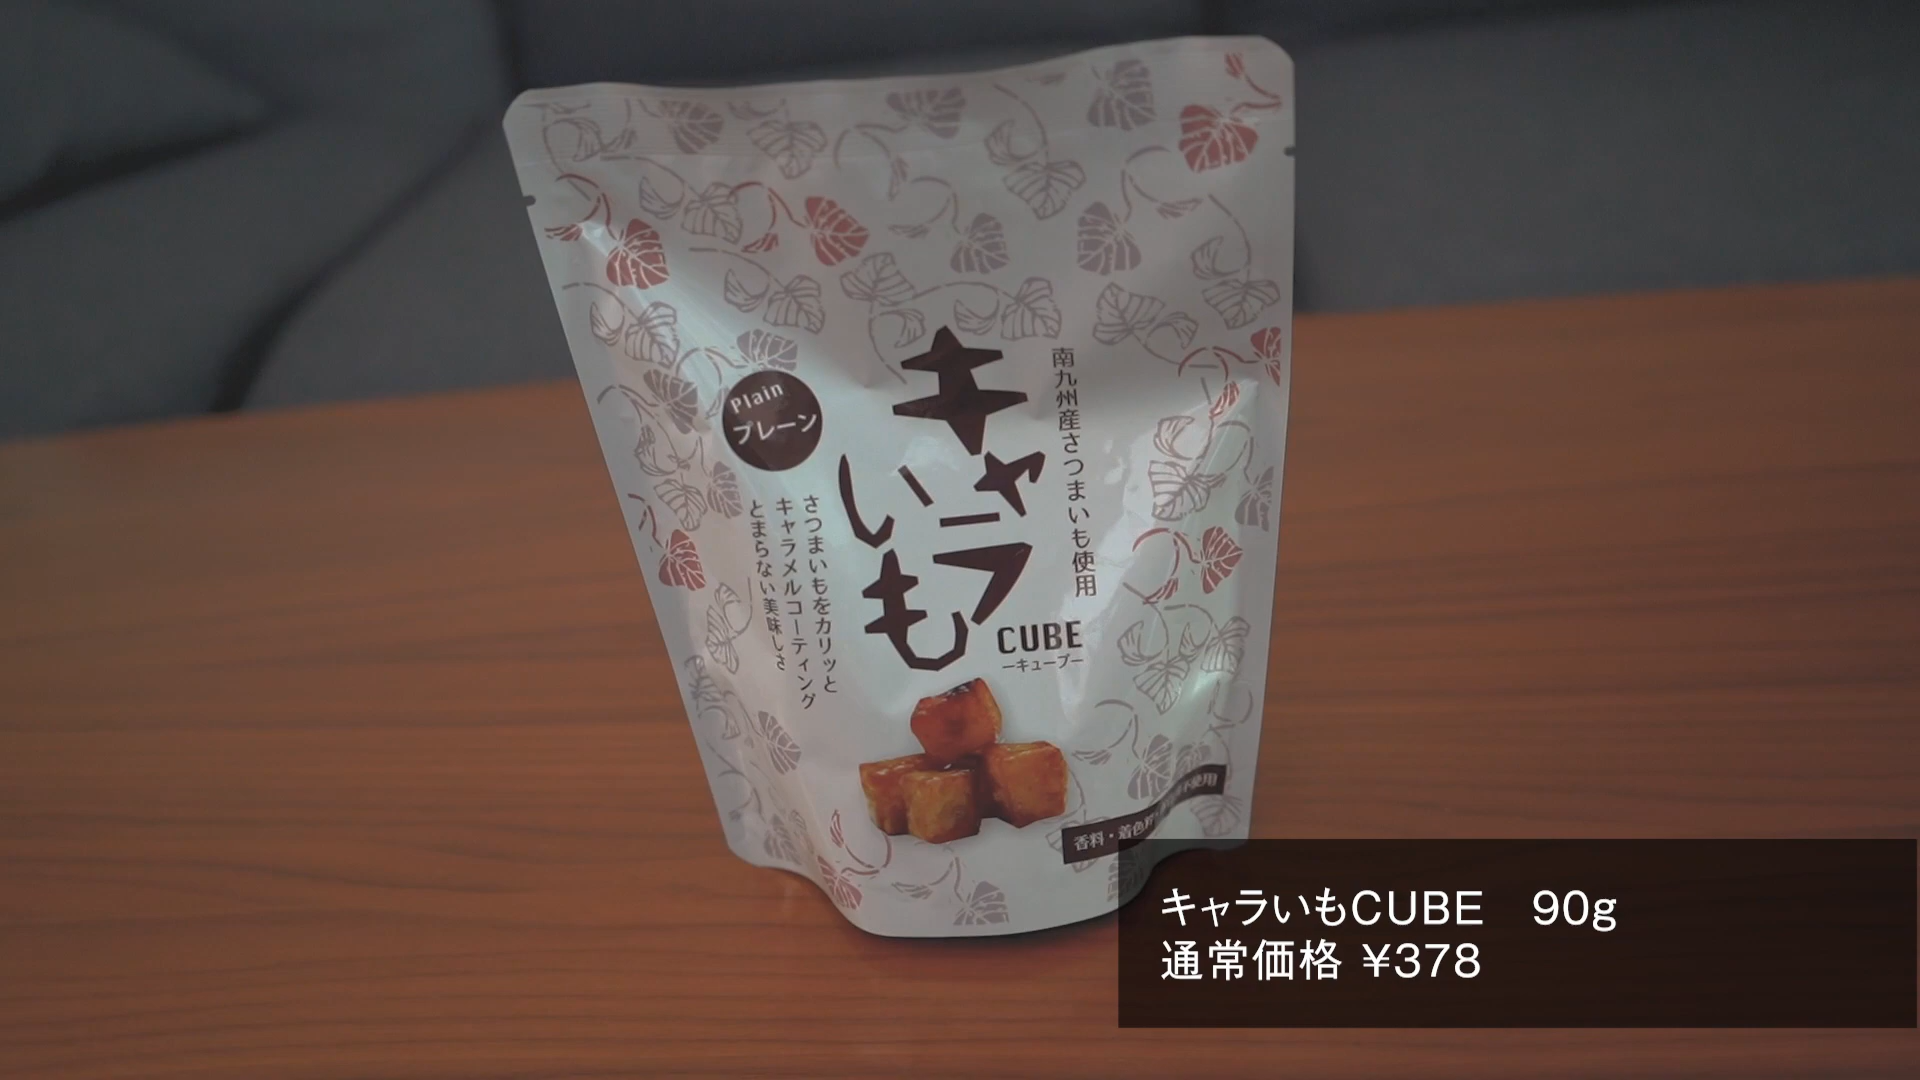 南九州産さつまいも使用
キャラ
いも
CUBE
―キューブ―
Plain
プレーン
さつまいもをカリッと
キャラメルコーティング
とまらない美味しさ
香料・着色料
不使用
キャラいもCUBE　90g
通常価格 ¥378